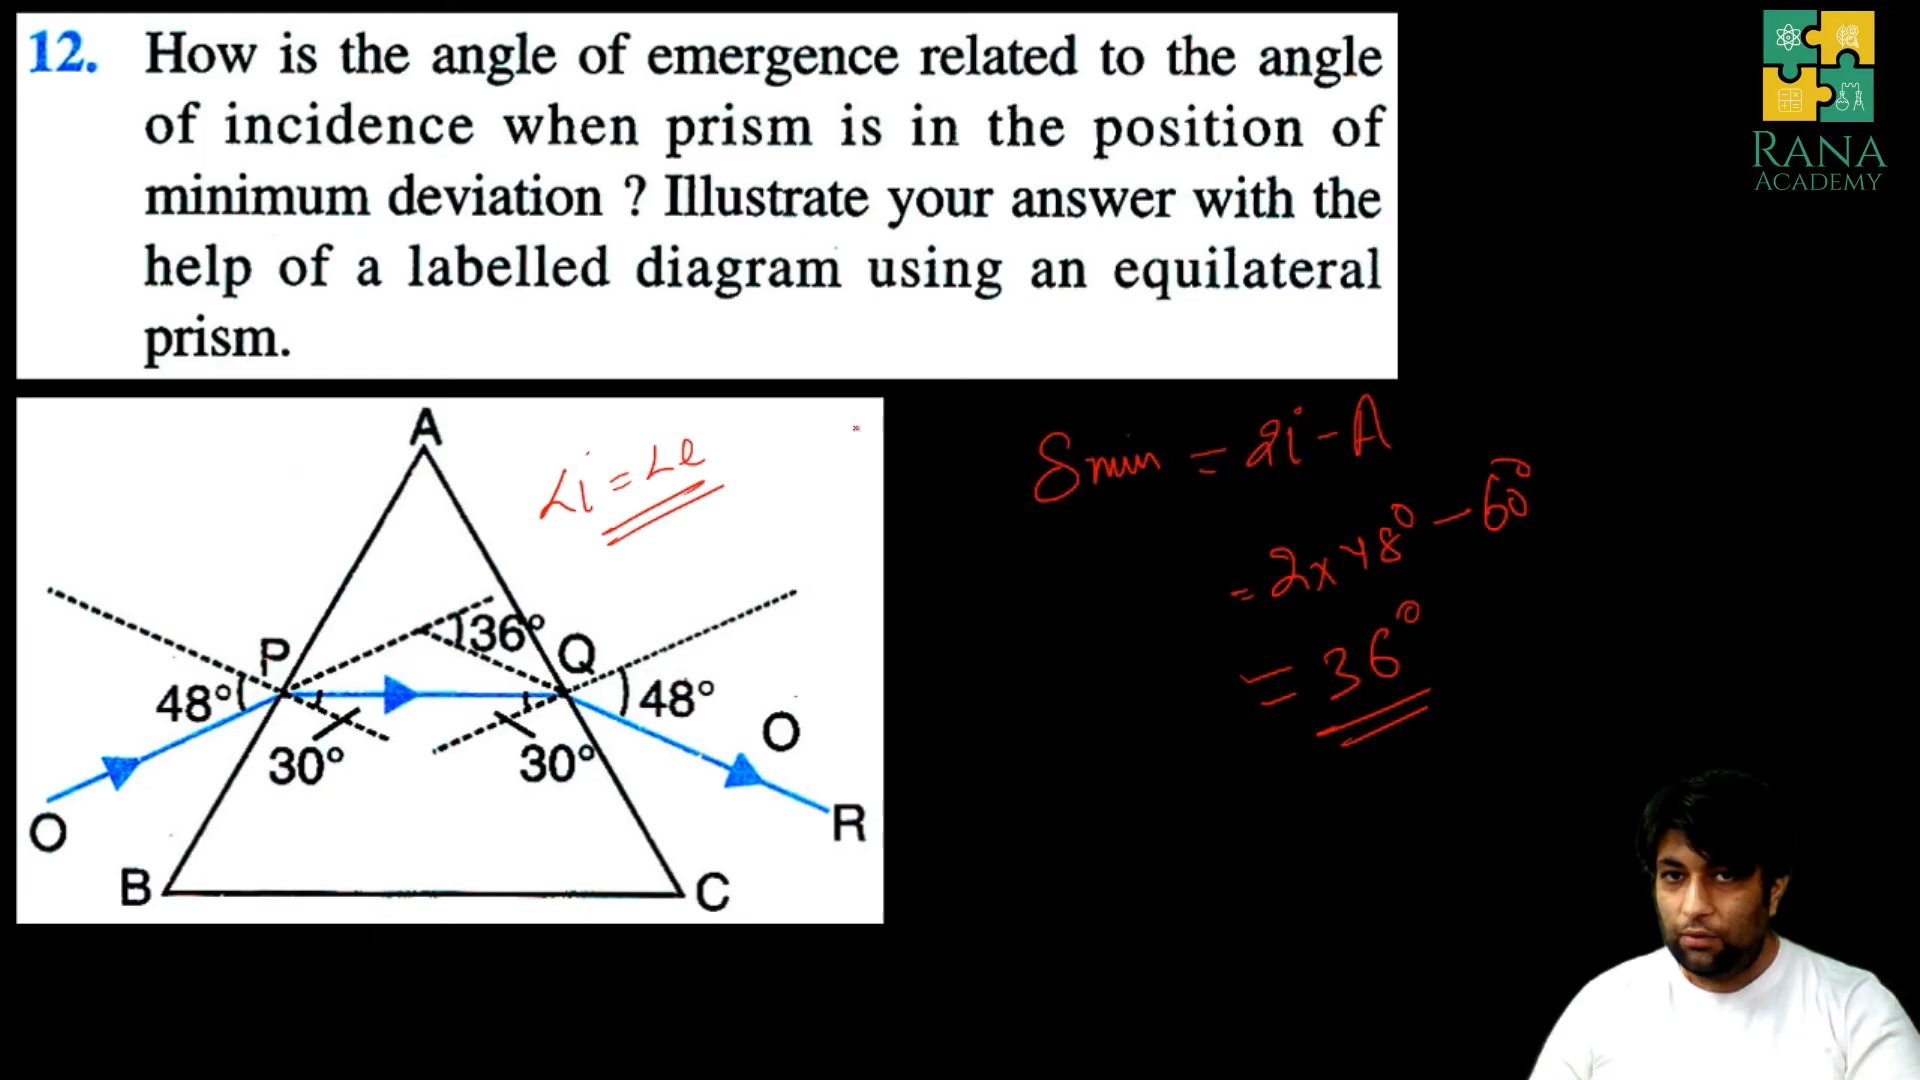 12. How is the angle of emergence related to the angle
of incidence when prism is in the position of
minimum deviation ? Illustrate your answer with the
help of a labelled diagram using an equilateral
prism.
RANA
ACADEMY
A
∠i = ∠e
P
36°
Q
48°
48°
30°
30°
O
O
R
B
C
δmin = 2i - A
= 2 x 48° - 60°
= 36°